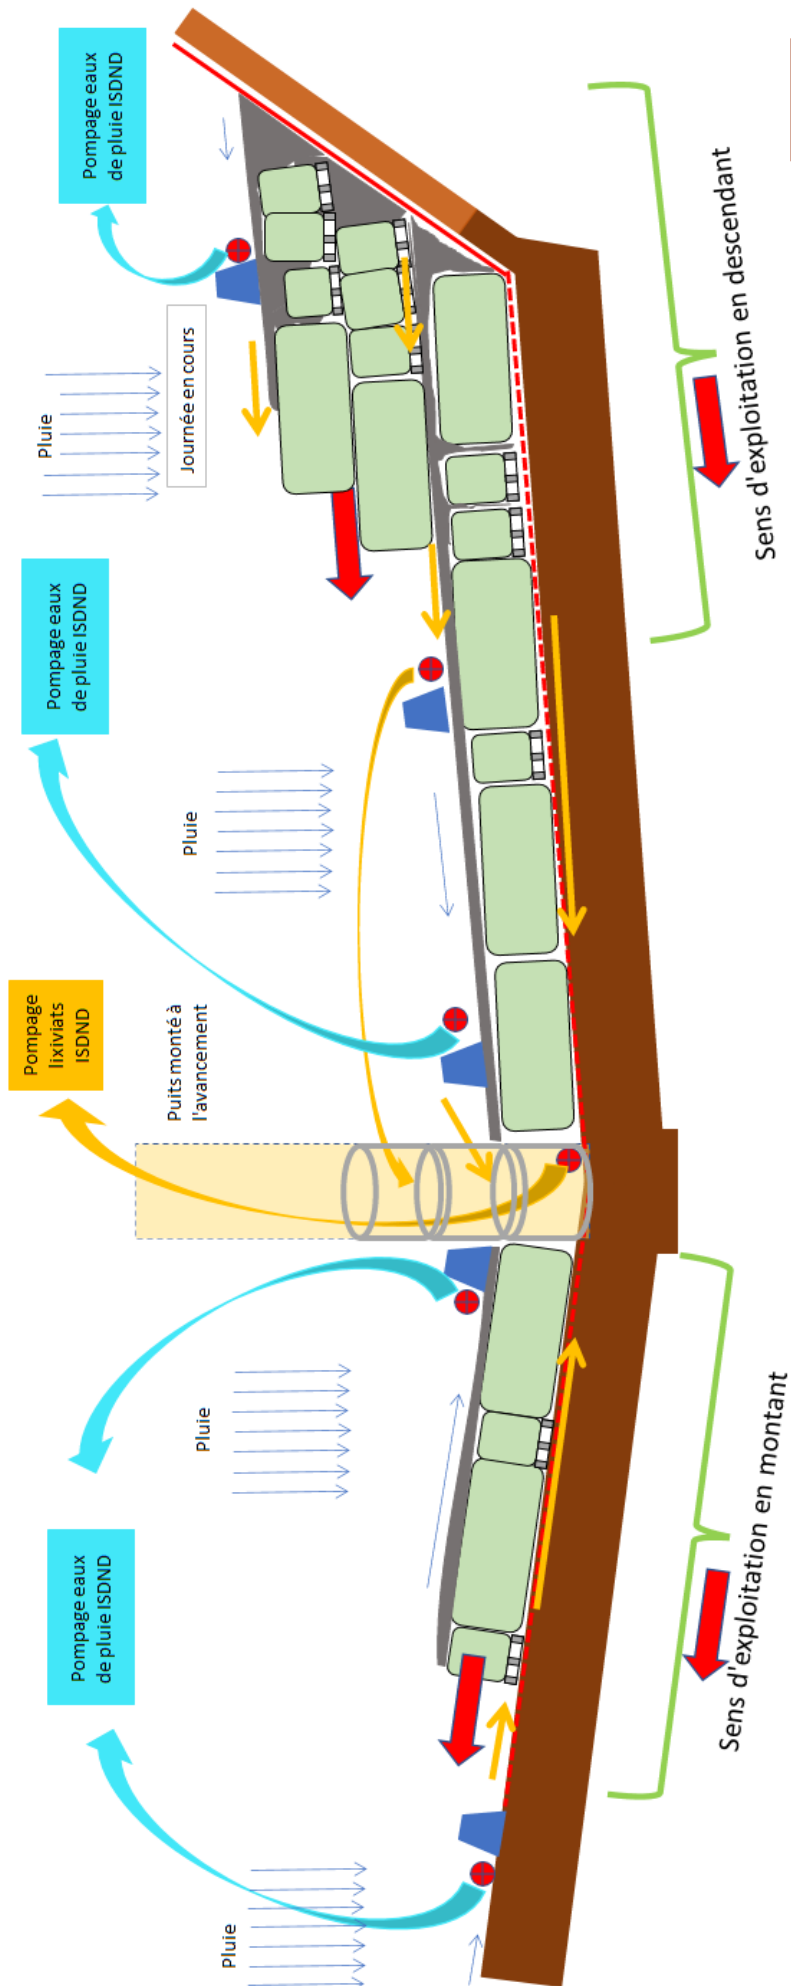 Pompage eaux
de pluie ISDND
Pompage
lixiviats
ISDND
Pompage eaux
de pluie ISDND
Pompage eaux
de pluie ISDND
Pluie
Pluie
Puits monté à
l'avancement
Pluie
Pluie
Journée en cours
Sens d'exploitation en montant
Sens d'exploitation en descendant